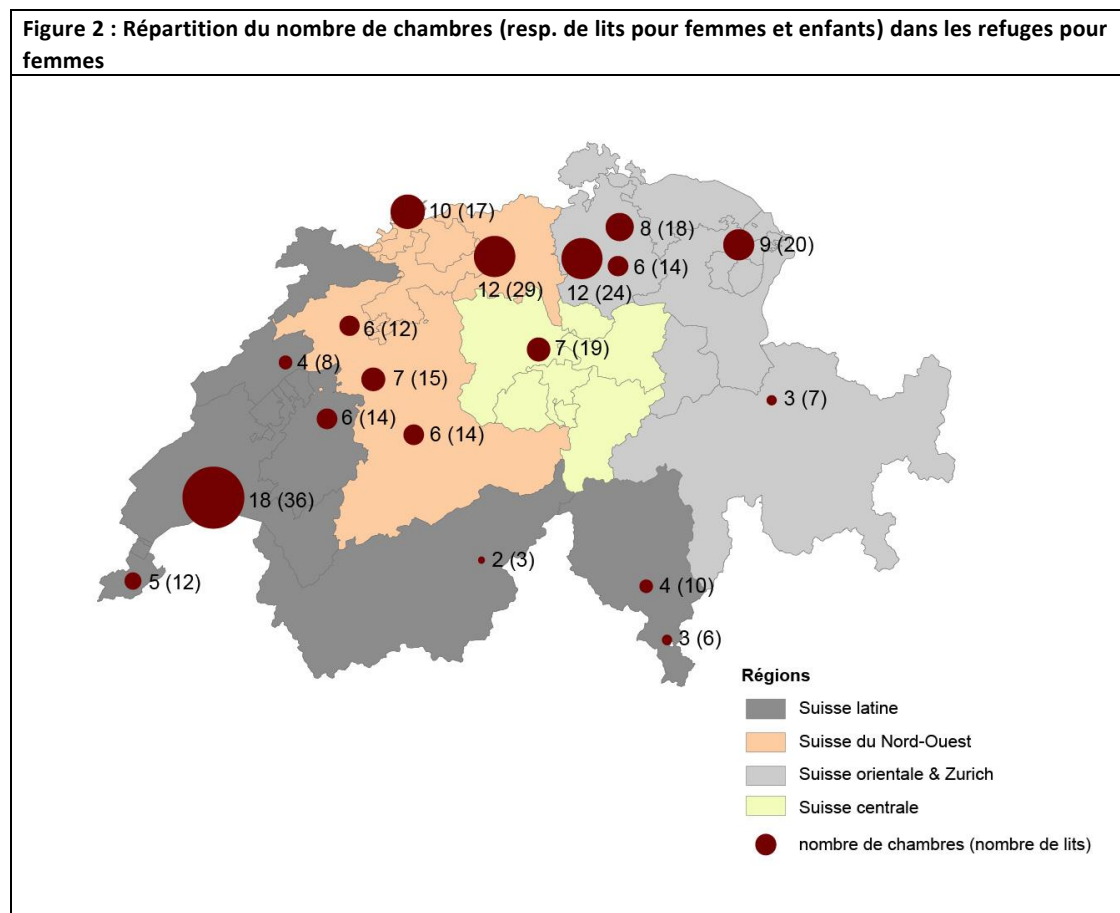 Figure 2 : Répartition du nombre de chambres (resp. de lits pour femmes et enfants) dans les refuges pour
femmes
10 (17)
8 (18)
9 (20)
6 (14)
12 (29)
12 (24)
6 (12)
7 (19)
4 (8)
7 (15)
3 (7)
6 (14)
6 (14)
18 (36)
2 (3)
5 (12)
4 (10)
3 (6)
Régions
Suisse latine
Suisse du Nord-Ouest
Suisse orientale & Zurich
Suisse centrale
nombre de chambres (nombre de lits)